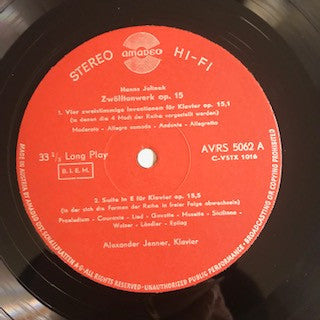 STEREO HI-FI
AMADEO
Hanns Jelinek
Zwölftonwerk op. 15
1. Vier zweistimmige Inventionen für Klavier op. 15,1
(in denen die 4 Modi der Reihe vorgestellt werden)
Moderato - Allegro comodo - Andante - Allegretto
33 1/3 Long Play
AVRS 5062 A
B. I. E. M.
C-VSTX 1016
2. Suite in E für Klavier op. 15,5
(in der sich die Formen der Reihe in freier Folge abwechseln)
Praeludium - Courante - Lied - Gavotte - Musette - Siciliano
Walzer - Ländler - Epilog
Alexander Jenner, Klavier
MADE IN AUSTRIA BY AMADEO ÖSTERR. SCHALLPLATTEN A-G · ALL RIGHTS RESERVED · UNAUTHORIZED PUBLIC PERFORMANCE, BROADCASTING OR COPYING PROHIBITED